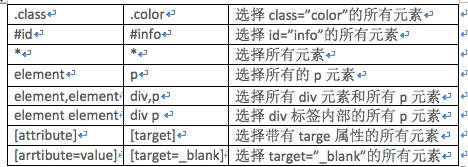 .class .color 选择 class=”color”的所有元素
#id #info 选择 id=”info”的所有元素
* * 选择所有元素
element p 选择所有的 p 元素
element,element div,p 选择所有 div 元素和所有 p 元素
element element div p 选择 div 标签内部的所有 p 元素
[attribute] [target] 选择带有 targe 属性的所有元素
[arrtibute=value] [target=_blank] 选择 target=”_blank”的所有元素